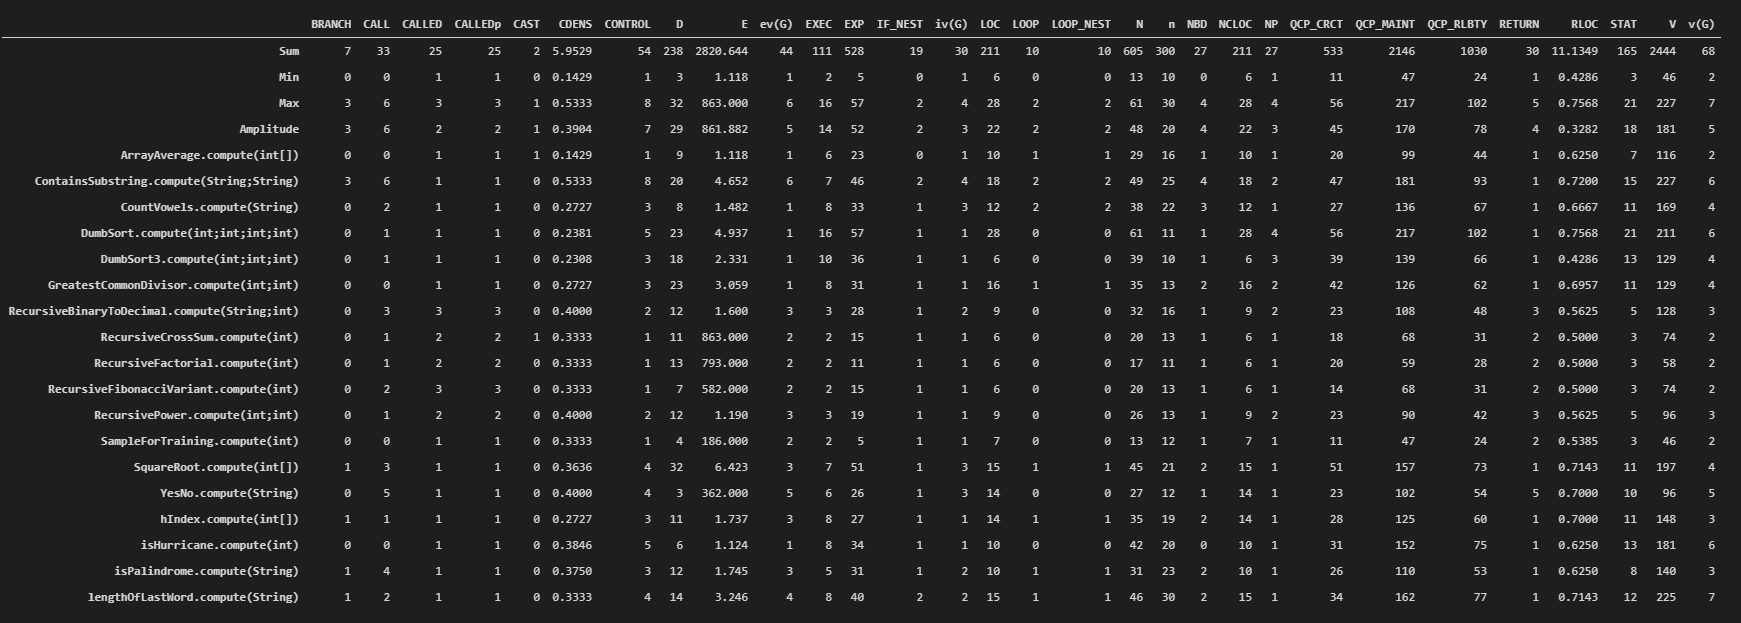 BRANCH CALL CALLED CALLEDp CAST CDENS CONTROL D E ev(G) EXEC EXP IF_NEST iv(G) LOC LOOP LOOP_NEST N n NBD NCLOC NP QCP_CRCT QCP_MAINT QCP_RLBTY RETURN RLOC STAT V v(G)
Sum 7 33 25 25 2 5.9529 54 238 2820.644 44 111 528 19 30 211 10 10 605 300 27 211 27 533 2146 1030 30 11.1349 165 2444 68
Min 0 0 1 1 0 0.1429 1 3 1.118 1 2 5 0 1 6 0 0 13 10 0 6 1 11 47 24 1 0.4286 3 46 2
Max 3 6 3 3 1 0.5333 8 32 863.000 6 16 57 2 4 28 2 2 61 30 4 28 4 56 217 102 5 0.7568 21 227 7
Amplitude 3 6 2 2 1 0.3904 7 29 861.882 5 14 52 2 3 22 2 2 48 20 4 22 3 45 170 78 4 0.3282 18 181 5
ArrayAverage.compute(int[]) 0 0 1 1 1 0.1429 1 9 1.118 1 6 23 0 1 10 1 1 29 16 1 10 1 20 99 44 1 0.6250 7 116 2
ContainsSubstring.compute(String;String) 3 6 1 1 0 0.5333 8 20 4.652 6 7 46 2 4 18 2 2 49 25 4 18 2 47 181 93 1 0.7200 15 227 6
CountVowels.compute(String) 0 2 1 1 0 0.2727 3 8 1.482 1 8 33 1 3 12 2 2 38 22 3 12 1 27 136 67 1 0.6667 11 169 4
DumbSort.compute(int;int;int;int) 0 1 1 1 0 0.2381 5 23 4.937 1 16 57 1 1 28 0 0 61 11 1 28 4 56 217 102 1 0.7568 21 211 6
DumbSort3.compute(int;int;int) 0 1 1 1 0 0.2308 3 18 2.331 1 10 36 1 1 6 0 0 39 10 1 6 3 39 139 66 1 0.4286 13 129 4
GreatestCommonDivisor.compute(int;int) 0 0 1 1 0 0.2727 3 23 3.059 1 8 31 1 1 16 1 1 35 13 2 16 2 42 126 62 1 0.6957 11 129 4
RecursiveBinaryToDecimal.compute(String;int) 0 3 3 3 0 0.4000 2 12 1.600 3 3 28 1 2 9 0 0 32 16 1 9 2 23 108 48 3 0.5625 5 128 3
RecursiveCrossSum.compute(int) 0 1 2 2 1 0.3333 1 11 863.000 2 2 15 1 1 6 0 0 20 13 1 6 1 18 68 31 2 0.5000 3 74 2
RecursiveFactorial.compute(int) 0 1 2 2 0 0.3333 1 13 793.000 2 2 11 1 1 6 0 0 17 11 1 6 1 20 59 28 2 0.5000 3 58 2
RecursiveFibonacciVariant.compute(int) 0 2 3 3 0 0.3333 1 7 582.000 2 2 15 1 1 6 0 0 20 13 1 6 1 14 68 31 2 0.5000 3 74 2
RecursivePower.compute(int;int) 0 1 2 2 0 0.4000 2 12 1.190 3 3 19 1 1 9 0 0 26 13 1 9 2 23 90 42 3 0.5625 5 96 3
SampleForTraining.compute(int) 0 0 1 1 0 0.3333 1 4 186.000 2 2 5 1 1 7 0 0 13 12 1 7 1 11 47 24 2 0.5385 3 46 2
SquareRoot.compute(int[]) 1 3 1 1 0 0.3636 4 32 6.423 3 7 51 1 3 15 1 1 45 21 2 15 1 51 157 73 1 0.7143 11 197 4
YesNo.compute(String) 0 5 1 1 0 0.4000 4 3 362.000 5 6 26 1 3 14 0 0 27 12 1 14 1 23 102 54 5 0.7000 10 96 5
hIndex.compute(int[]) 1 1 1 1 0 0.2727 3 11 1.737 3 8 27 1 1 14 1 1 35 19 2 14 1 28 125 60 1 0.7000 11 148 3
isHurricane.compute(int) 0 0 1 1 0 0.3846 5 6 1.124 1 8 34 1 1 10 0 0 42 20 0 10 1 31 152 75 1 0.6250 13 181 6
isPalindrome.compute(String) 1 4 1 1 0 0.3750 3 12 1.745 3 5 31 1 2 10 1 1 31 23 2 10 1 26 110 53 1 0.6250 8 140 3
lengthOfLastWord.compute(String) 1 2 1 1 0 0.3333 4 14 3.246 4 8 40 2 2 15 1 1 46 30 2 15 1 34 162 77 1 0.7143 12 225 7